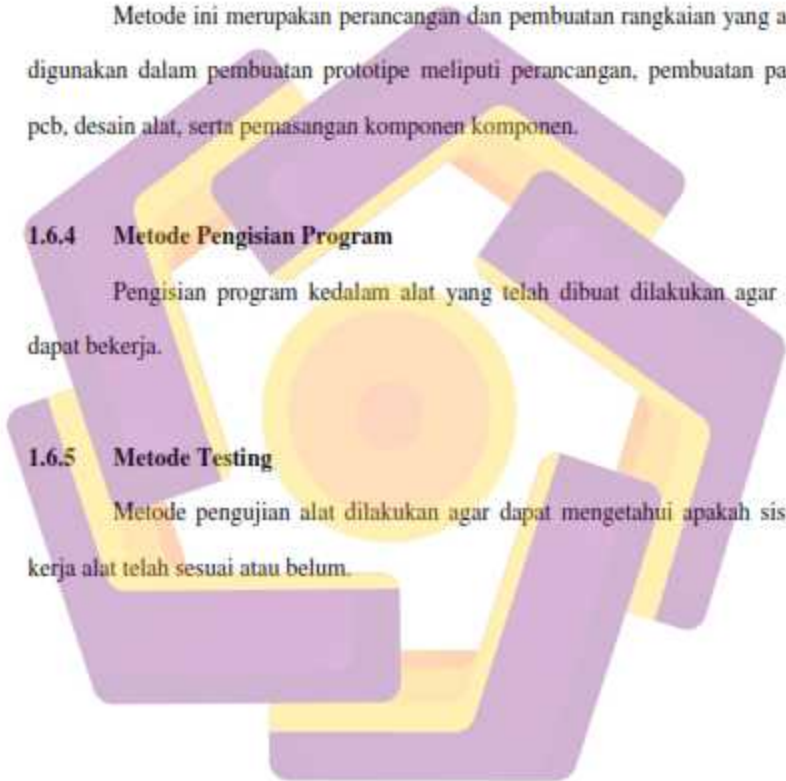 Metode ini merupakan perancangan dan pembuatan rangkaian yang a
digunakan dalam pembuatan prototipe meliputi perancangan, pembuatan pa
pcb, desain alat, serta pemasangan komponen komponen.
1.6.4 Metode Pengisian Program
Pengisian program kedalam alat yang telah dibuat dilakukan agar
dapat bekerja.
1.6.5 Metode Testing
Metode pengujian alat dilakukan agar dapat mengetahui apakah sis
kerja alat telah sesuai atau belum.